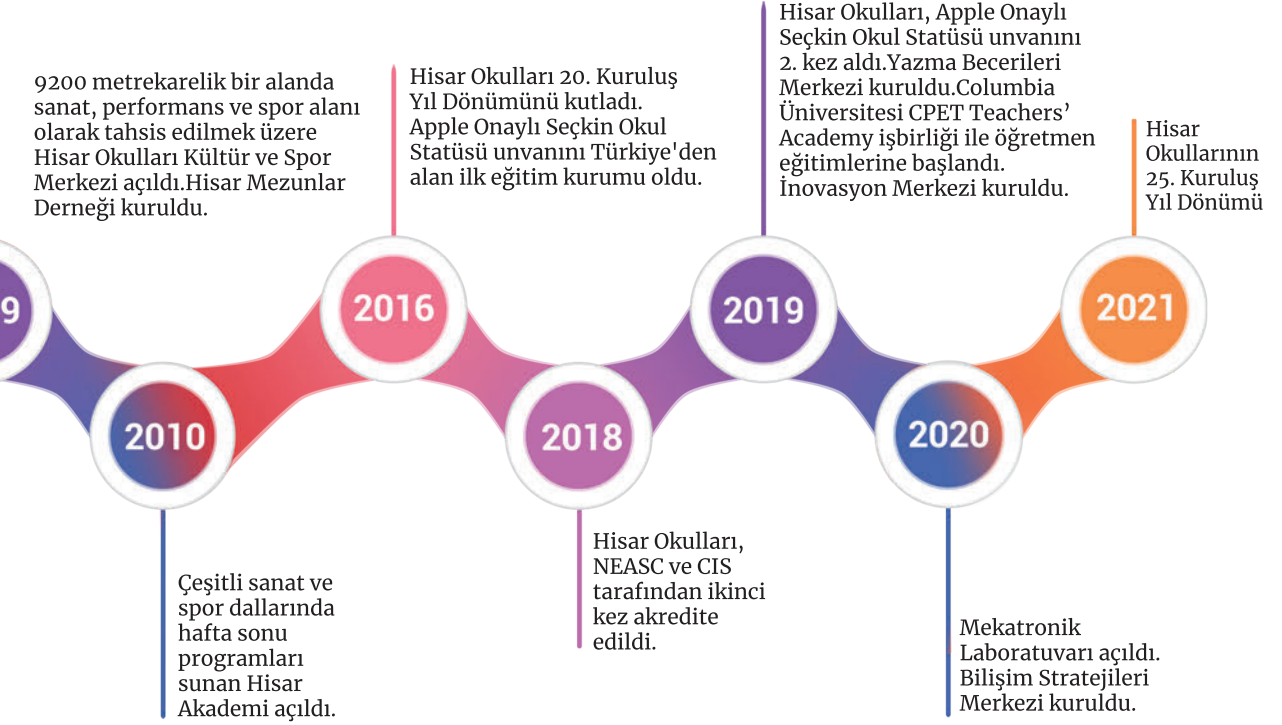 9200 metrekarelik bir alanda
sanat, performans ve spor alanı
olarak tahsis edilmek üzere
Hisar Okulları Kültür ve Spor
Merkezi açıldı.Hisar Mezunlar
Derneği kuruldu.
9
2010
Çeşitli sanat ve
spor dallarında
hafta sonu
programları
sunan Hisar
Akademi açıldı.
Hisar Okulları 20. Kuruluş
Yıl Dönümünü kutladı.
Apple Onaylı Seçkin Okul
Statüsü unvanını Türkiye'den
alan ilk eğitim kurumu oldu.
2016
2018
Hisar Okulları,
NEASC ve CIS
tarafından ikinci
kez akredite
edildi.
Hisar Okulları, Apple Onaylı
Seçkin Okul Statüsü unvanını
2. kez aldı.Yazma Becerileri
Merkezi kuruldu.Columbia
Üniversitesi CPET Teachers’
Academy işbirliği ile öğretmen
eğitimlerine başlandı.
İnovasyon Merkezi kuruldu.
2019
2020
Mekatronik
Laboratuvarı açıldı.
Bilişim Stratejileri
Merkezi kuruldu.
Hisar
Okullarının
25. Kuruluş
Yıl Dönümü
2021